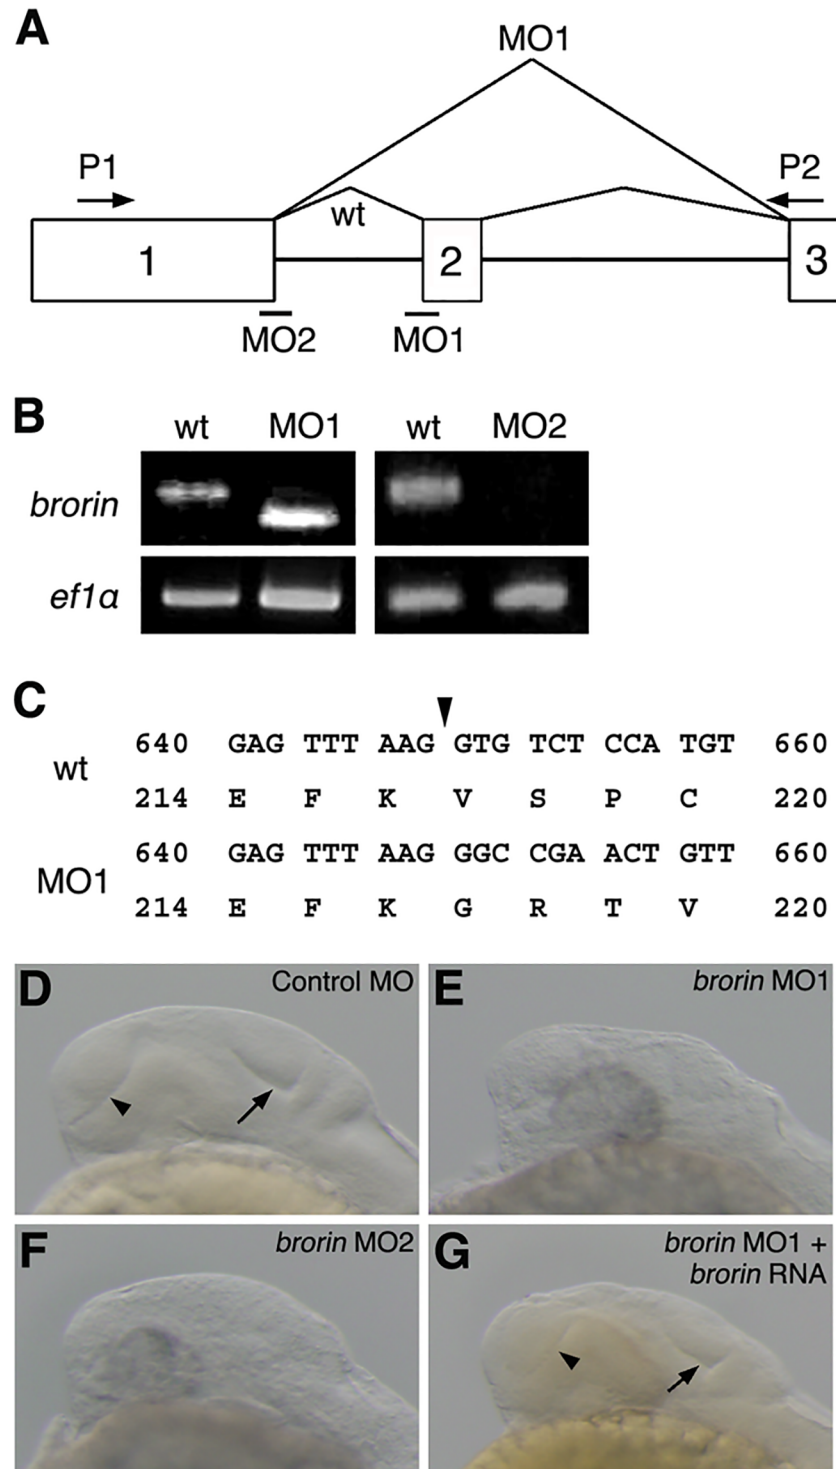 A
MO1
P1
P2
wt
1
2
3
MO2
MO1
B
wt MO1 wt MO2
brorin
ef1α
C
wt
640 GAG TTT AAG GTG TCT CCA TGT 660
214 E F K V S P C 220
MO1
640 GAG TTT AAG GGC CGA ACT GTT 660
214 E F K G R T V 220
D
Control MO
E
brorin MO1
F
brorin MO2
G
brorin MO1 +
brorin RNA